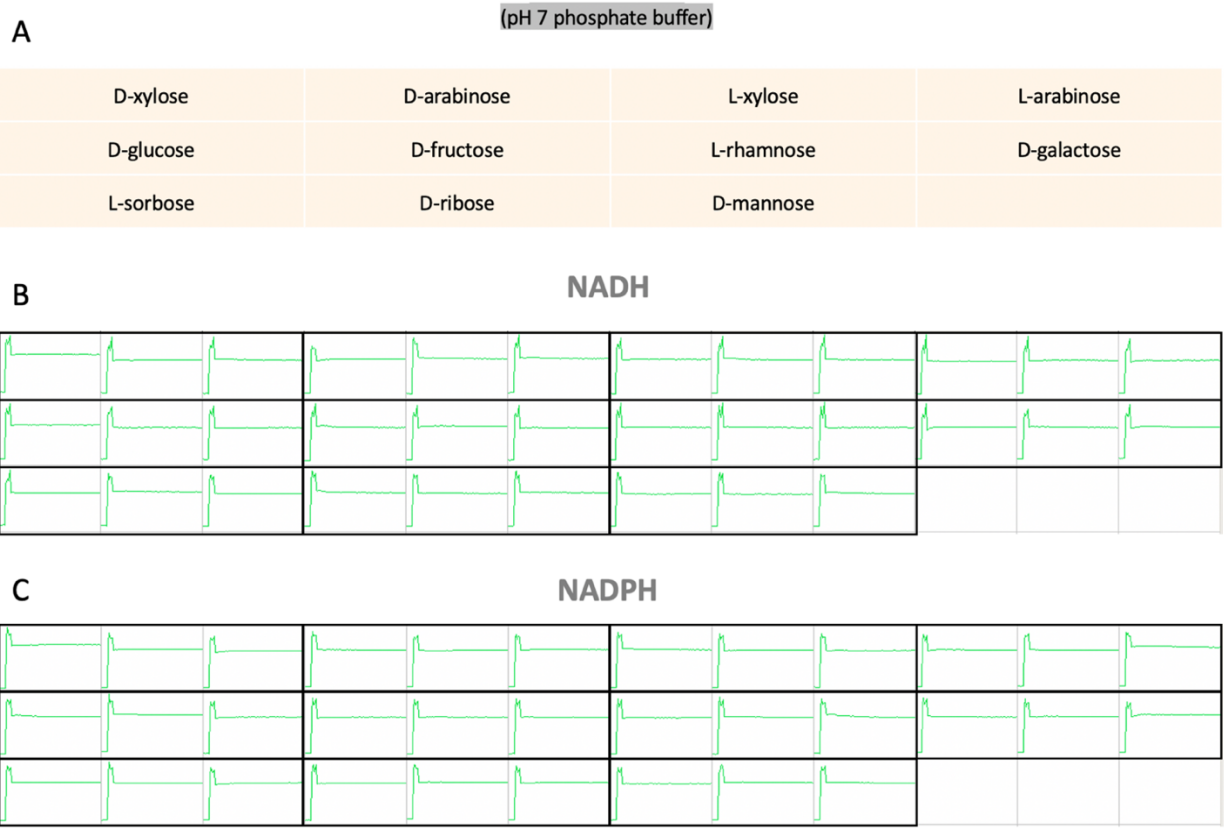 (pH 7 phosphate buffer)
A
D-xylose D-arabinose L-xylose L-arabinose
D-glucose D-fructose L-rhamnose D-galactose
L-sorbose D-ribose D-mannose
B
NADH
C
NADPH